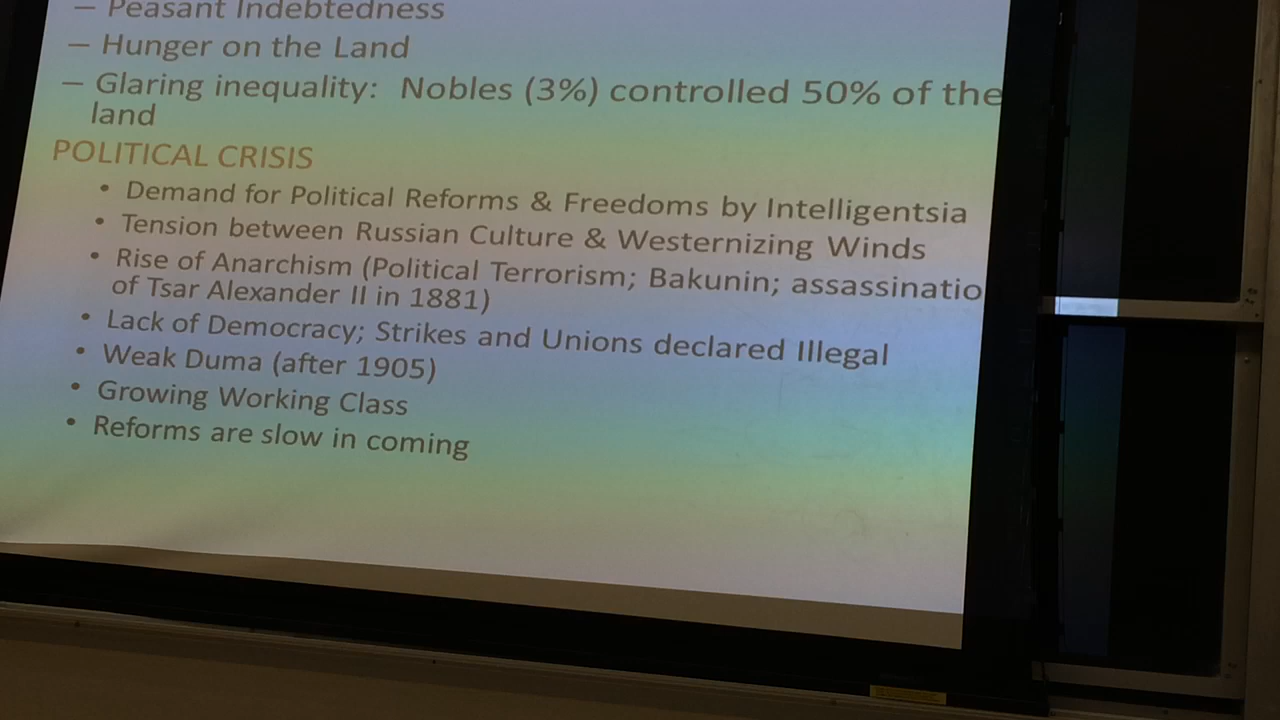 – Peasant Indebtedness
– Hunger on the Land
– Glaring inequality: Nobles (3%) controlled 50% of the
land
POLITICAL CRISIS
• Demand for Political Reforms & Freedoms by Intelligentsia
• Tension between Russian Culture & Westernizing Winds
• Rise of Anarchism (Political Terrorism; Bakunin; assassinatio
of Tsar Alexander II in 1881)
• Lack of Democracy; Strikes and Unions declared Illegal
• Weak Duma (after 1905)
• Growing Working Class
• Reforms are slow in coming